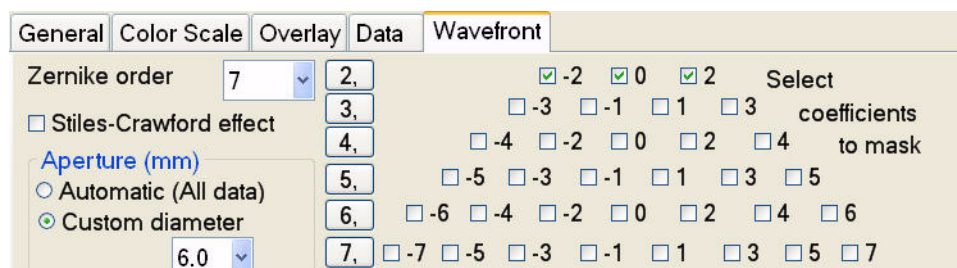 General Color Scale Overlay Data Wavefront
Zernike order 7 2, -2 0 2 Select
3, -3 -1 1 3 coefficients
Stiles-Crawford effect
4, -4 -2 0 2 4 to mask
Aperture (mm)
5, -5 -3 -1 1 3 5
Automatic (All data)
6, -6 -4 -2 0 2 4 6
Custom diameter
6.0 7, -7 -5 -3 -1 1 3 5 7